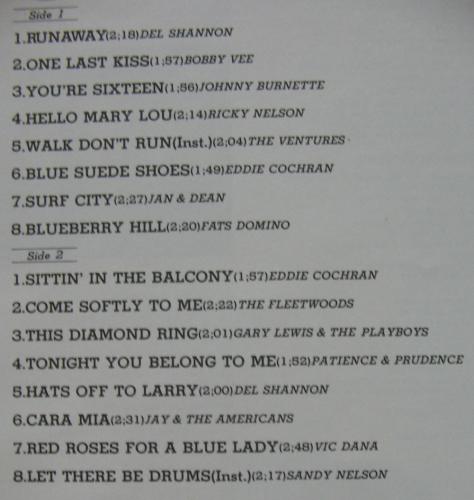 Side 1
1.RUNAWAY(2;18)DEL SHANNON
2.ONE LAST KISS(1;57)BOBBY VEE
3.YOU'RE SIXTEEN(1;56)JOHNNY BURNETTE
4.HELLO MARY LOU(2;14)RICKY NELSON
5.WALK DON'T RUN(Inst.)(2;04)THE VENTURES
6.BLUE SUEDE SHOES(1;49)EDDIE COCHRAN
7.SURF CITY(2;27)JAN & DEAN
8.BLUEBERRY HILL(2;20)FATS DOMINO
Side 2
1.SITTIN' IN THE BALCONY(1;57)EDDIE COCHRAN
2.COME SOFTLY TO ME(2;22)THE FLEETWOODS
3.THIS DIAMOND RING(2;01)GARY LEWIS & THE PLAYBOYS
4.TONIGHT YOU BELONG TO ME(1;52)PATIENCE & PRUDENCE
5.HATS OFF TO LARRY(2;00)DEL SHANNON
6.CARA MIA(2;31)JAY & THE AMERICANS
7.RED ROSES FOR A BLUE LADY(2;48)VIC DANA
8.LET THERE BE DRUMS(Inst.)(2;17)SANDY NELSON